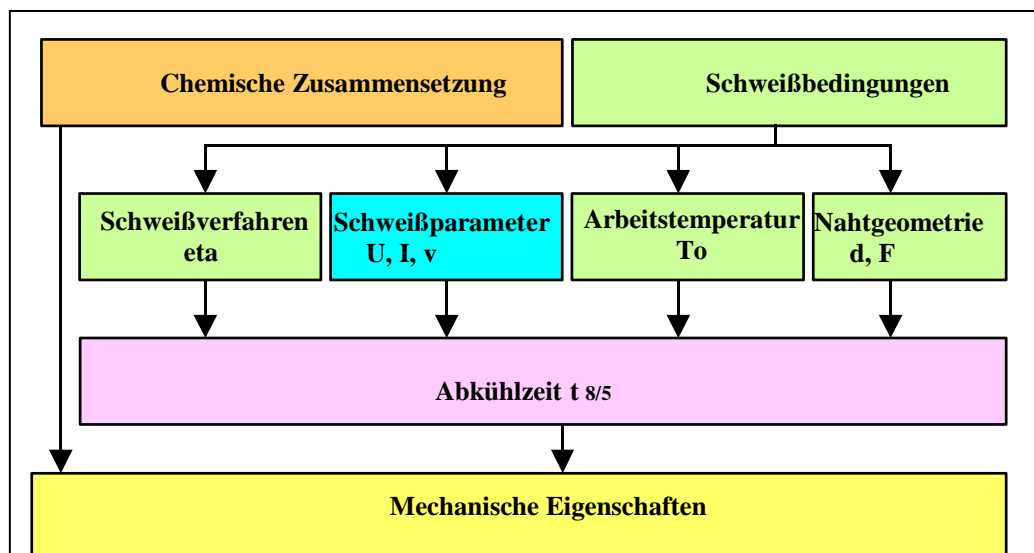 Chemische Zusammensetzung
Schweißbedingungen
Schweißverfahren
eta
Schweißparameter
U, I, v
Arbeitstemperatur
To
Nahtgeometrie
d, F
Abkühlzeit t 8/5
Mechanische Eigenschaften